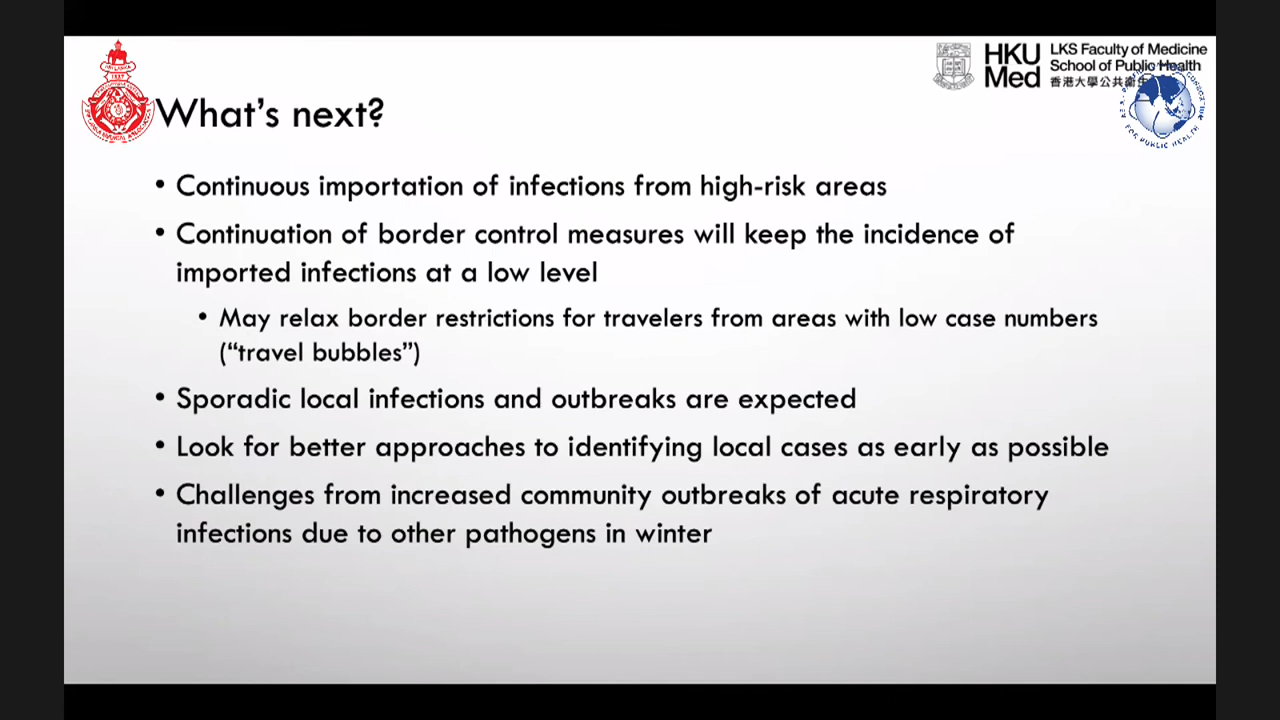 HKU
Med
LKS Faculty of Medicine
School of Public Health
香港大學公共衞生
What's next?
• Continuous importation of infections from high-risk areas
• Continuation of border control measures will keep the incidence of
imported infections at a low level
• May relax border restrictions for travelers from areas with low case numbers
(“travel bubbles”)
• Sporadic local infections and outbreaks are expected
• Look for better approaches to identifying local cases as early as possible
• Challenges from increased community outbreaks of acute respiratory
infections due to other pathogens in winter
FOR PUBLIC HEALTH